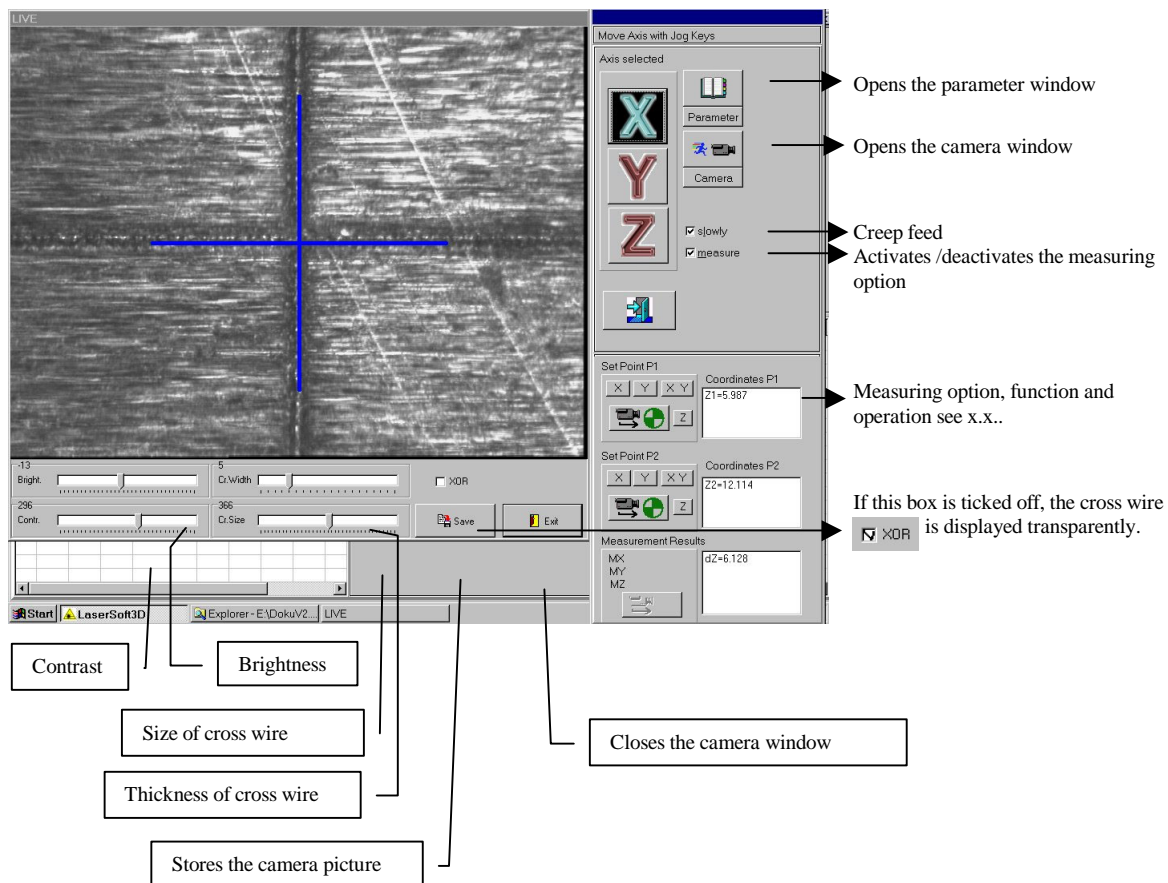 LIVE
Move Axis with Jog Keys
Axis selected
X
Parameter
Y
Camera
Z
slowly
measure
Opens the parameter window
Opens the camera window
Creep feed
Activates /deactivates the measuring
option
Set Point P1
X Y X Y
Z
Coordinates P1
Z1=5.987
Measuring option, function and
operation see x.x..
Set Point P2
X Y X Y
Z
Coordinates P2
Z2=12.114
If this box is ticked off, the cross wire
XOR is displayed transparently.
Measurement Results
MX
MY
MZ
dZ=6.128
-13
Bright.
5
Cr.Width
XOR
296
Contr.
366
Cr.Size
Save
Exit
Start LaserSoft3D Explorer - E:\DokuV2... LIVE
Contrast
Brightness
Size of cross wire
Closes the camera window
Thickness of cross wire
Stores the camera picture